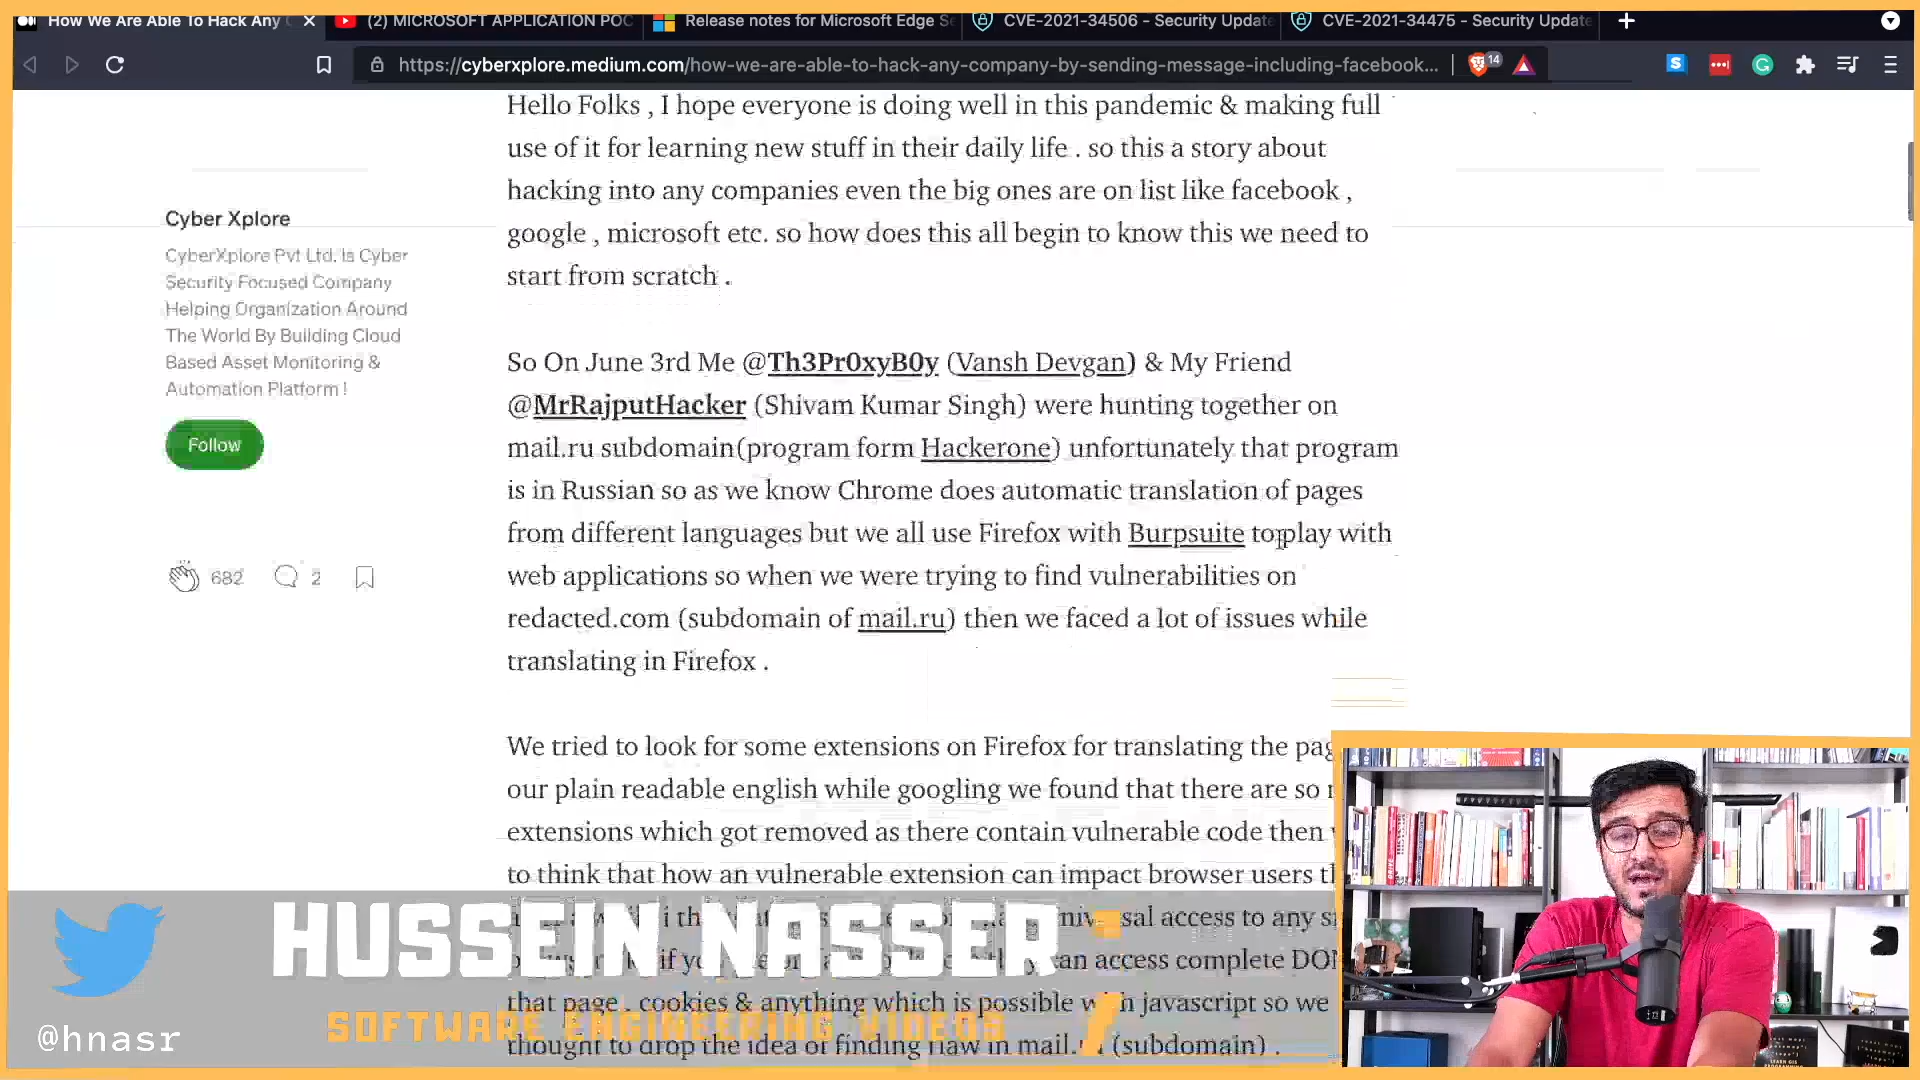 How We Are Able To Hack Any
(2) MICROSOFT APPLICATION POC
Release notes for Microsoft Edge S
CVE-2021-34506 - Security Update
CVE-2021-34475 - Security Update
https://cyberxplore.medium.com/how-we-are-able-to-hack-any-company-by-sending-message-including-facebook...
14
Hello Folks , I hope everyone is doing well in this pandemic & making full
use of it for learning new stuff in their daily life . so this a story about
hacking into any companies even the big ones are on list like facebook ,
google , microsoft etc. so how does this all begin to know this we need to
start from scratch .
Cyber Xplore
CyberXplore Pvt Ltd. Is Cyber
Security Focused Company
Helping Organization Around
The World By Building Cloud
Based Asset Monitoring &
Automation Platform !
Follow
682
2
So On June 3rd Me @Th3Pr0xyB0y (Vansh Devgan) & My Friend
@MrRajputHacker (Shivam Kumar Singh) were hunting together on
mail.ru subdomain(program form Hackerone) unfortunately that program
is in Russian so as we know Chrome does automatic translation of pages
from different languages but we all use Firefox with Burpsuite to play with
web applications so when we were trying to find vulnerabilities on
redacted.com (subdomain of mail.ru) then we faced a lot of issues while
translating in Firefox .
We tried to look for some extensions on Firefox for translating the
our plain readable english while googling we found that there are so
extensions which got removed as there contain vulnerable code then
to think that how an vulnerable extension can impact browser users
access to any
if can access complete
that page , cookies & anything which is possible javascript so we
thought to drop the idea of finding flaw in (subdomain) .
HUSSEIN NASSER
SOFTWARE ENGINEERING VIDEOS
@hnasr